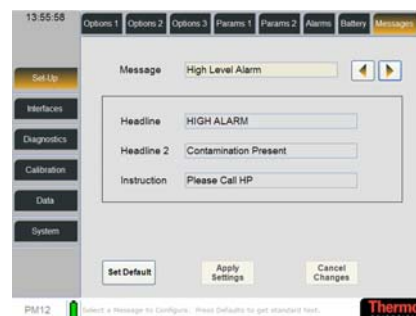 13:55:58
Options 1 Options 2 Options 3 Params 1 Params 2 Alarms Battery Messages
Set-Up
Interfaces
Diagnostics
Calibration
Data
System
Message High Level Alarm
Headline HIGH ALARM
Headline 2 Contamination Present
Instruction Please Call HP
Set Default
Apply Settings
Cancel Changes
PM12 Select a Message to Configure. Press Defaults to get standard text. Thermo